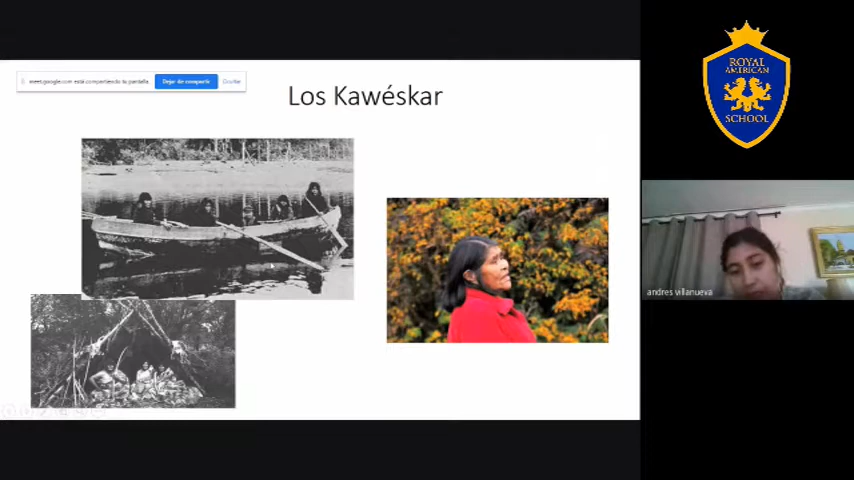 meet.google.com está compartiendo tu pantalla.
Dejar de compartir
Ocultar
Los Kawéskar
ROYAL
AMERICAN
SCHOOL
andres villanueva